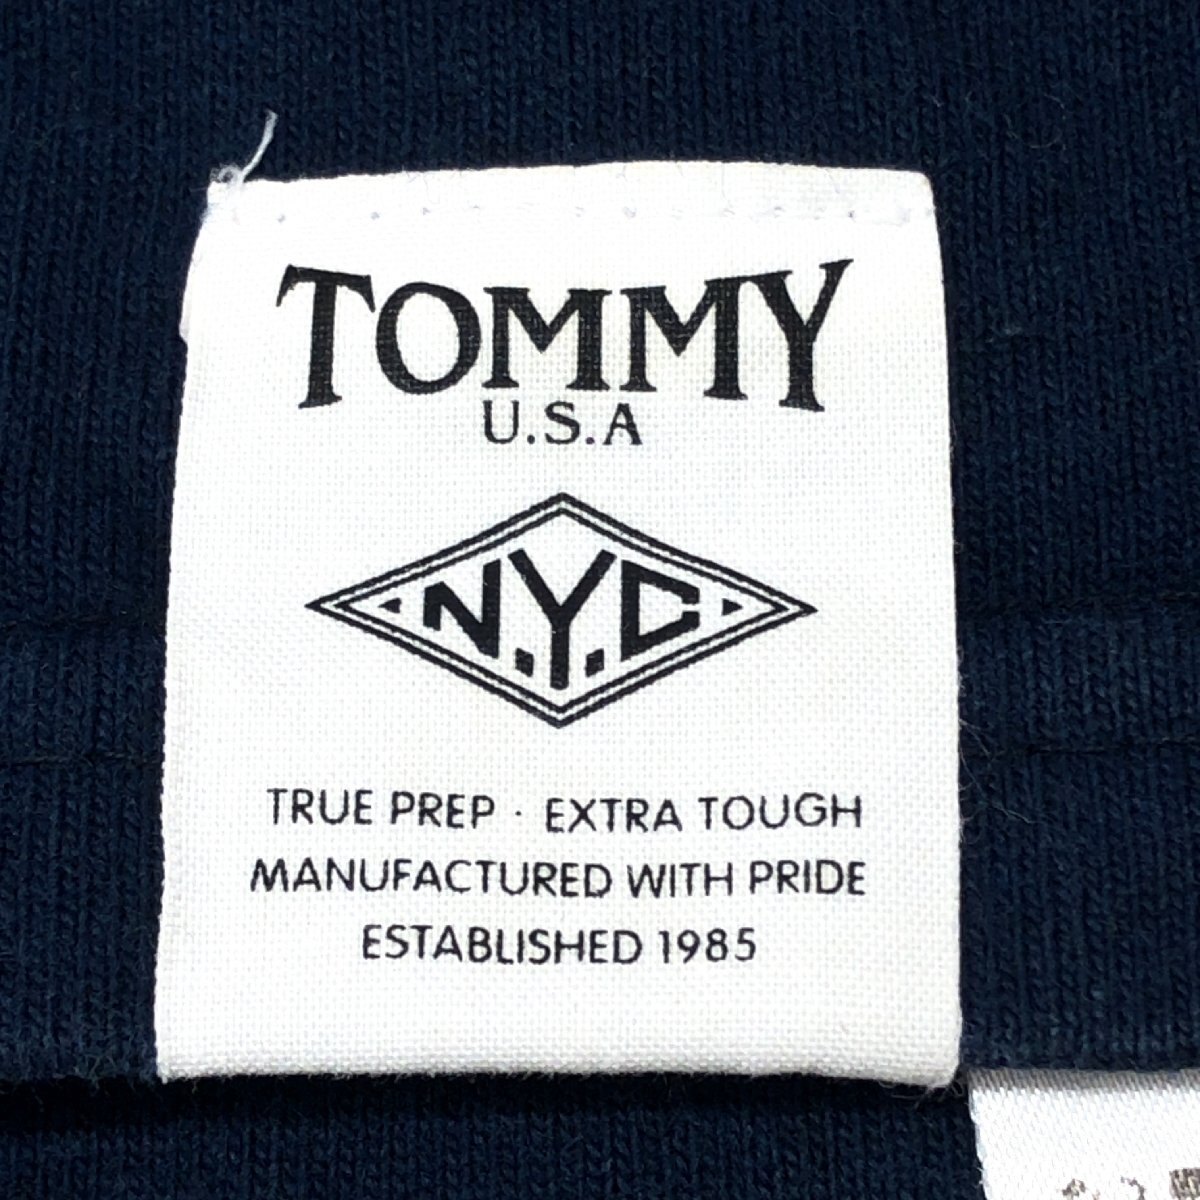 TOMMY
U.S.A
N.Y.C
TRUE PREP · EXTRA TOUGH
MANUFACTURED WITH PRIDE
ESTABLISHED 1985